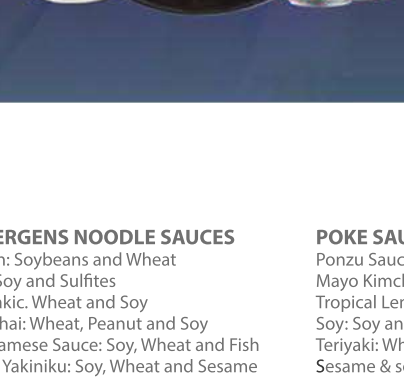 ERGENS NOODLE SAUCES
n: Soybeans and Wheat
Soy and Sulfites
kic. Wheat and Soy
hai: Wheat, Peanut and Soy
amese Sauce: Soy, Wheat and Fish
Yakiniku: Soy, Wheat and Sesame
POKE SAU
Ponzu Sauc
Mayo Kimch
Tropical Ler
Soy: Soy an
Teriyaki: Wh
Sesame & s